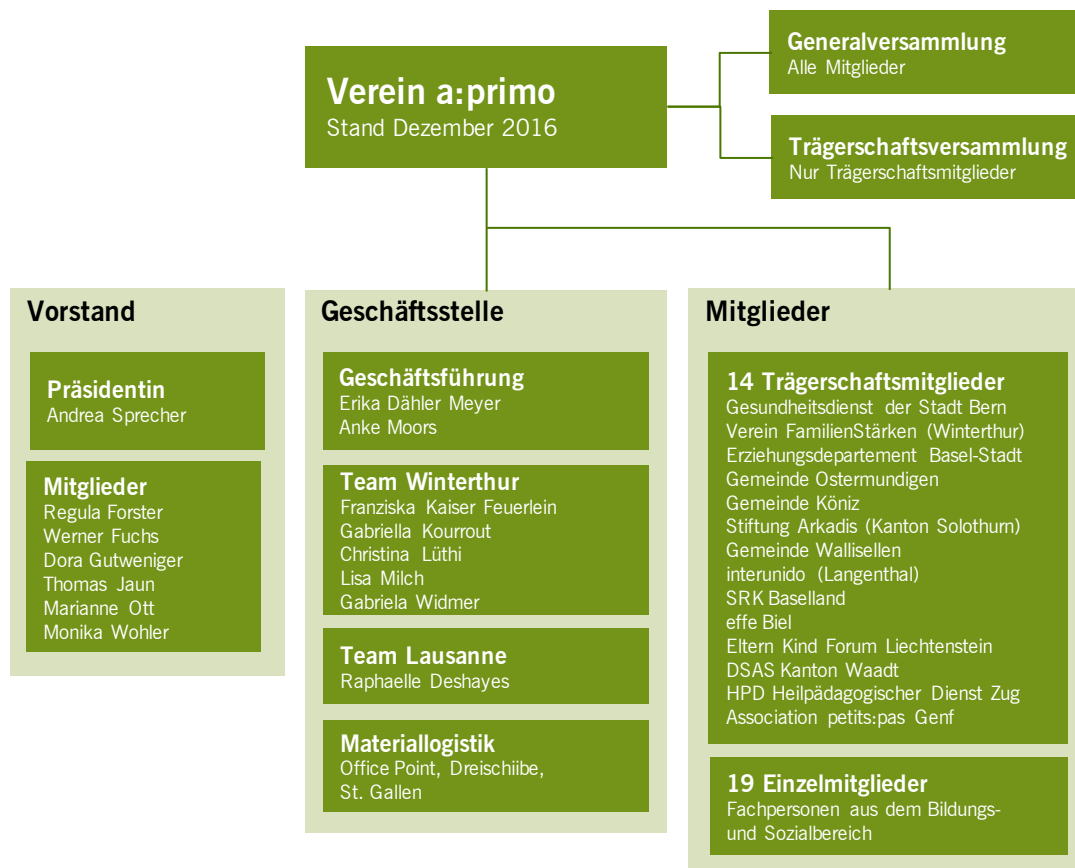 Verein a:primo
Stand Dezember 2016
Generalversammlung
Alle Mitglieder
Trägerschaftsversammlung
Nur Trägerschaftsmitglieder
Vorstand
Präsidentin
Andrea Sprecher
Mitglieder
Regula Forster
Werner Fuchs
Dora Gutweniger
Thomas Jaun
Marianne Ott
Monika Wohler
Geschäftsstelle
Geschäftsführung
Erika Dähler Meyer
Anke Moors
Team Winterthur
Franziska Kaiser Feuerlein
Gabriella Kourrout
Christina Lüthi
Lisa Milch
Gabriela Widmer
Team Lausanne
Raphaelle Deshayes
Materiallogistik
Office Point, Dreischiibe,
St. Gallen
Mitglieder
14 Trägerschaftsmitglieder
Gesundheitsdienst der Stadt Bern
Verein FamilienStärken (Winterthur)
Erziehungsdepartement Basel-Stadt
Gemeinde Ostermundigen
Gemeinde Köniz
Stiftung Arkadis (Kanton Solothurn)
Gemeinde Wallisellen
interunido (Langenthal)
SRK Baselland
effe Biel
Eltern Kind Forum Liechtenstein
DSAS Kanton Waadt
HPD Heilpädagogischer Dienst Zug
Association petits:pas Genf
19 Einzelmitglieder
Fachpersonen aus dem Bildungs-
und Sozialbereich